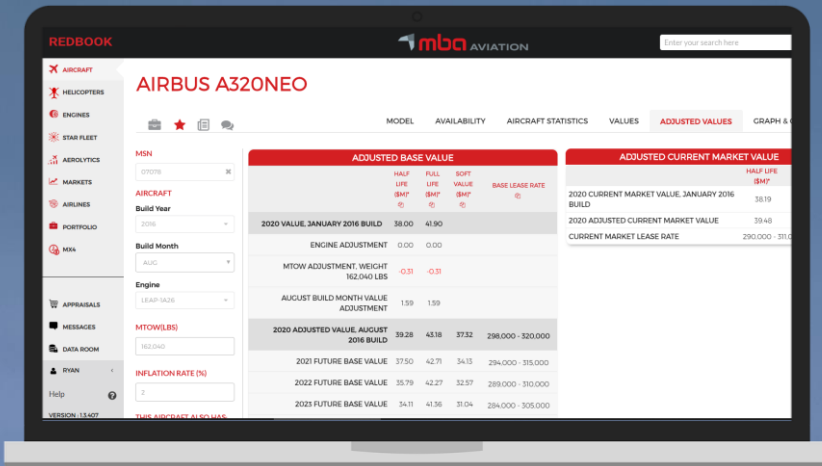 REDBOOK
mba AVIATION
Enter your search here
AIRCRAFT
HELICOPTERS
ENGINES
STAR FLEET
AEROLYTICS
MARKETS
AIRLINES
PORTFOLIO
MX4
APPRAISALS
MESSAGES
DATA ROOM
RYAN
Help
VERSION : 1.3.407
AIRBUS A320NEO
MODEL AVAILABILITY AIRCRAFT STATISTICS VALUES ADJUSTED VALUES GRAPH &
MSN
07078
AIRCRAFT
Build Year
2016
Build Month
AUG
Engine
LEAP-1A26
MTOW(LBS)
162,040
INFLATION RATE (%)
2
THIS AIRCRAFT ALSO HAS:
ADJUSTED BASE VALUE
HALF LIFE ($M)* FULL LIFE ($M)* SOFT VALUE ($M)* BASE LEASE RATE
2020 VALUE, JANUARY 2016 BUILD 38.00 41.90
ENGINE ADJUSTMENT 0.00 0.00
MTOW ADJUSTMENT, WEIGHT
162,040 LBS -0.31 -0.31
AUGUST BUILD MONTH VALUE
ADJUSTMENT 1.59 1.59
2020 ADJUSTED VALUE, AUGUST
2016 BUILD 39.28 43.18 37.32 298,000 - 320,000
2021 FUTURE BASE VALUE 37.50 42.71 34.13 294,000 - 315,000
2022 FUTURE BASE VALUE 35.79 42.27 32.57 289,000 - 310,000
2023 FUTURE BASE VALUE 34.11 41.36 31.04 284,000 - 305,000
ADJUSTED CURRENT MARKET VALUE
HALF LIFE
($M)*
2020 CURRENT MARKET VALUE, JANUARY 2016
BUILD 38.19
2020 ADJUSTED CURRENT MARKET VALUE 39.48
CURRENT MARKET LEASE RATE 290,000 - 311,0